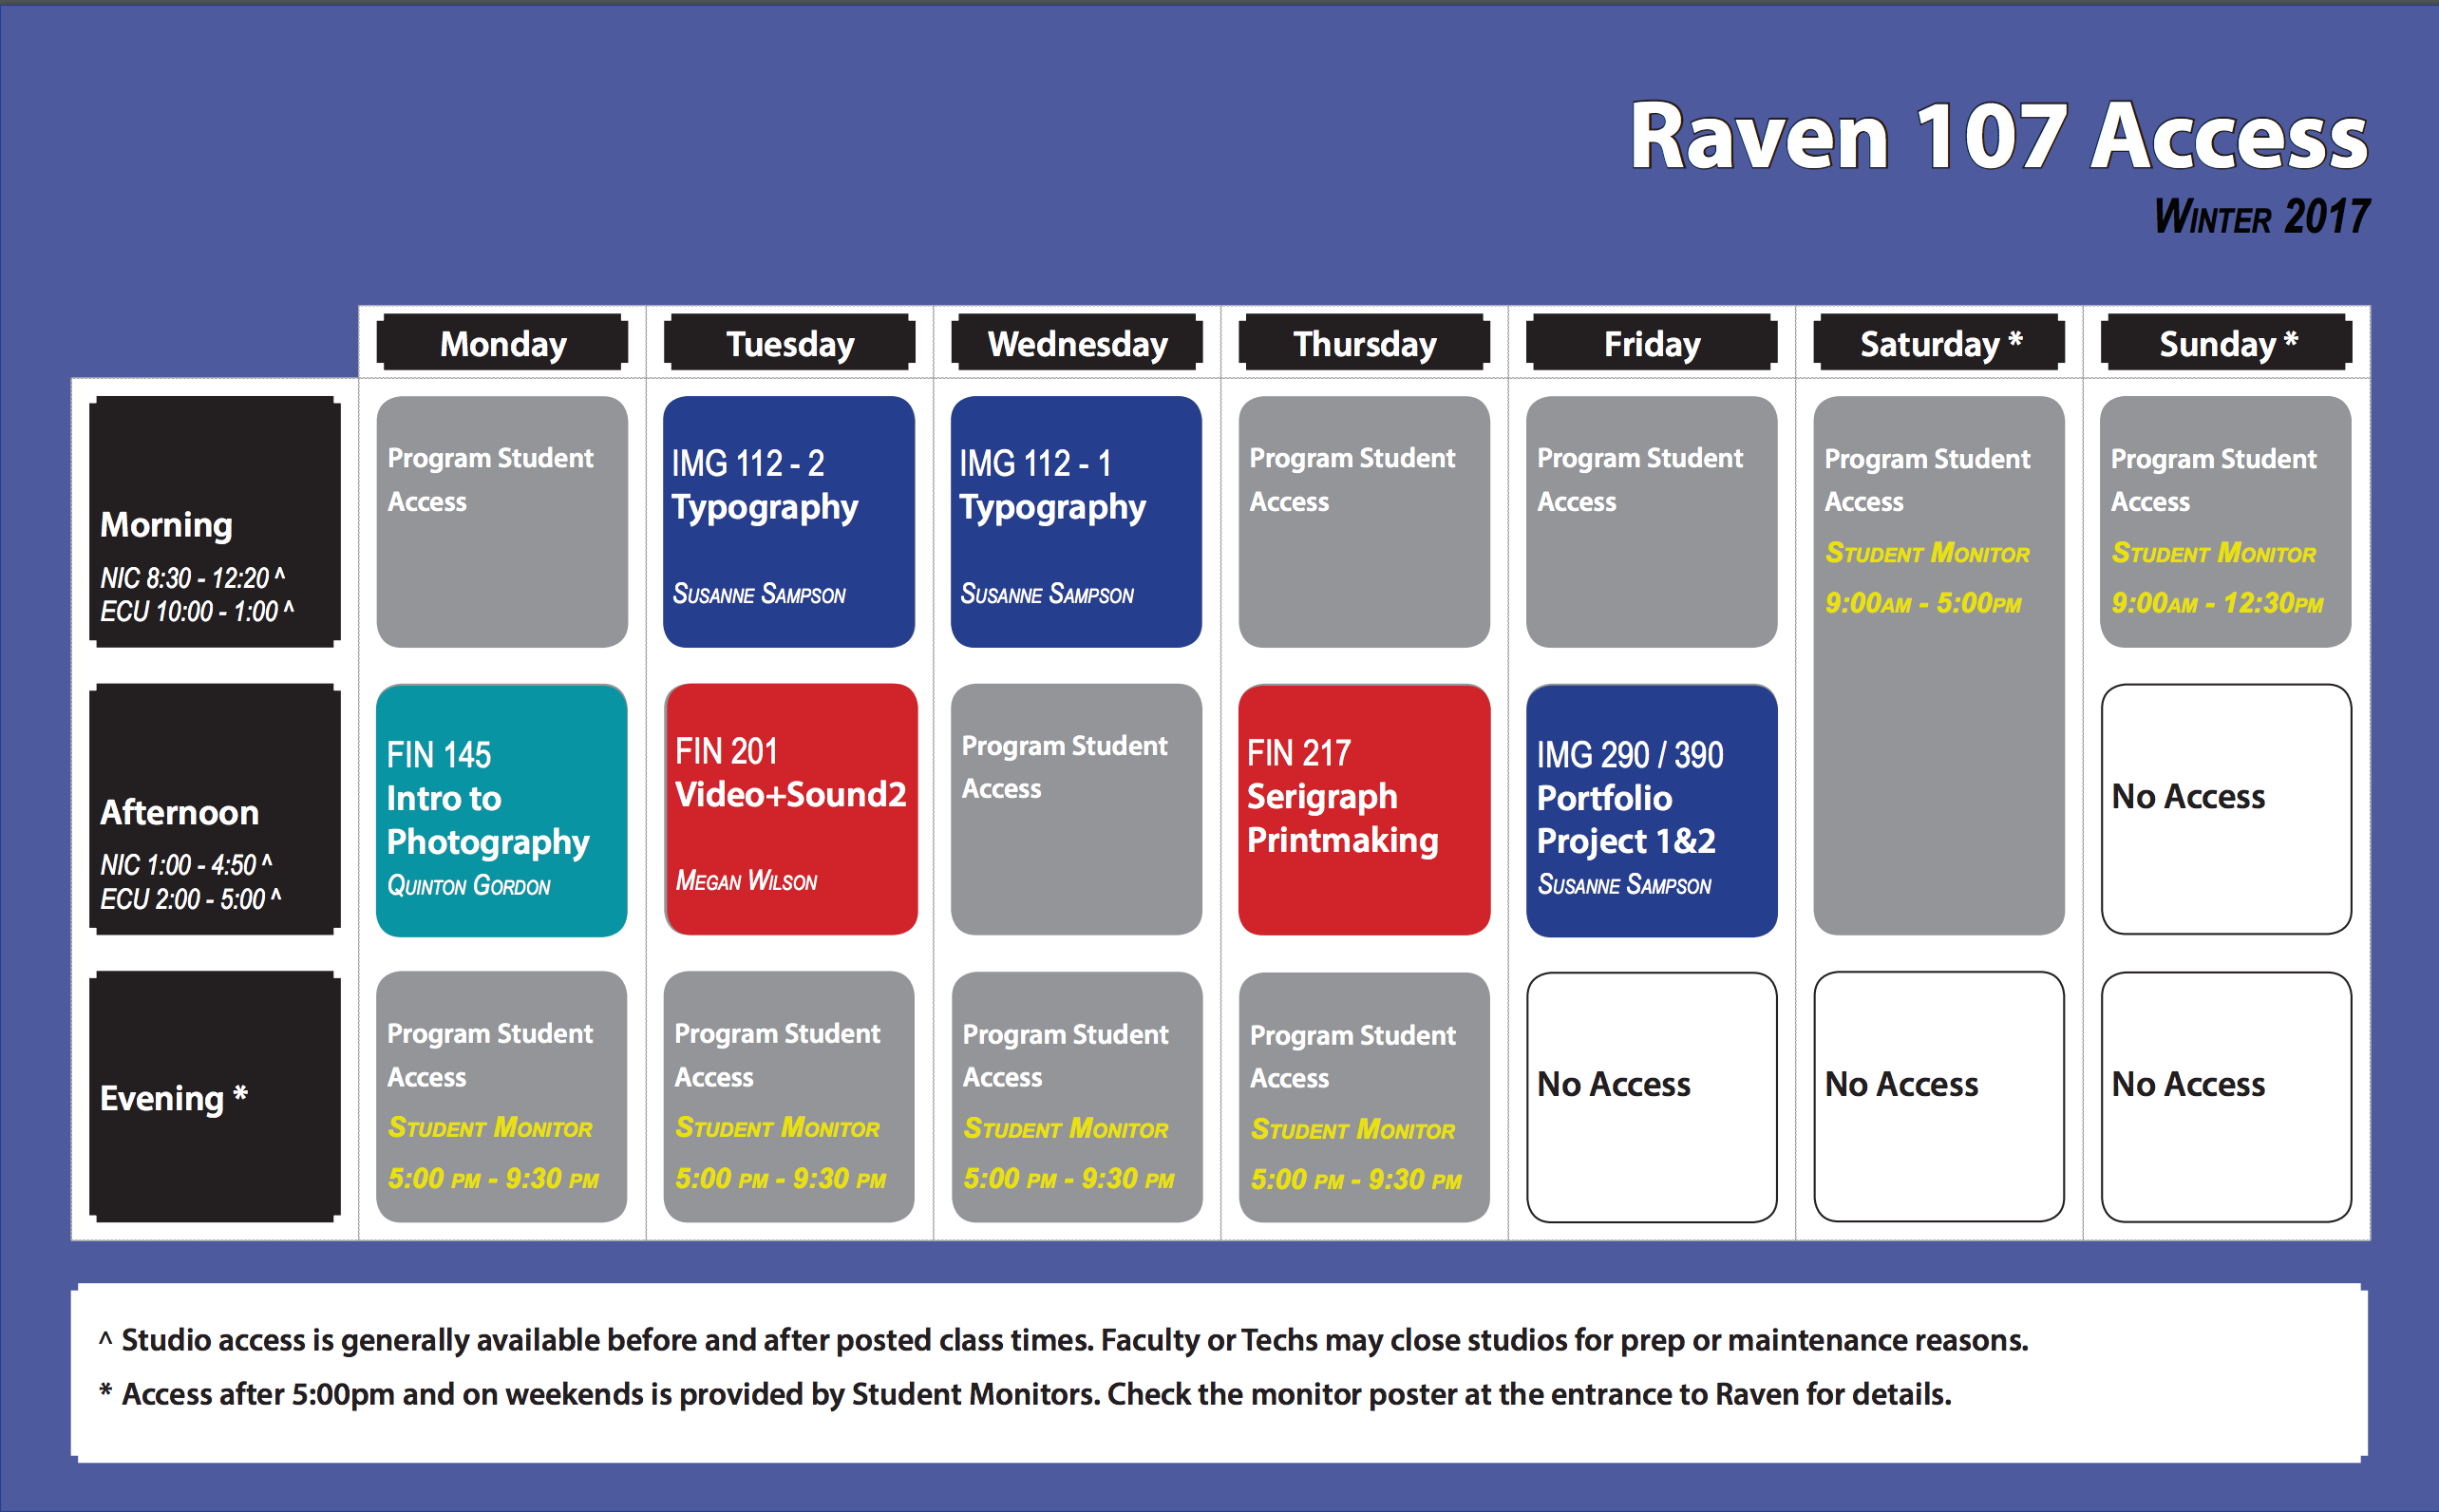 Raven 107 Access
Winter 2017
Monday
Tuesday
Wednesday
Thursday
Friday
Saturday *
Sunday *
Morning
NIC 8:30 - 12:20 ^
ECU 10:00 - 1:00 ^
Program Student
Access
IMG 112 - 2
Typography
Susanne Sampson
IMG 112 - 1
Typography
Susanne Sampson
Program Student
Access
Program Student
Access
Program Student
Access
Student Monitor
9:00am - 5:00pm
Program Student
Access
Student Monitor
9:00am - 12:30pm
Afternoon
NIC 1:00 - 4:50 ^
ECU 2:00 - 5:00 ^
FIN 145
Intro to
Photography
Quinton Gordon
FIN 201
Video+Sound2
Megan Wilson
Program Student
Access
FIN 217
Serigraph
Printmaking
IMG 290 / 390
Portfolio
Project 1&2
Susanne Sampson
No Access
Evening *
Program Student
Access
Student Monitor
5:00 pm - 9:30 pm
Program Student
Access
Student Monitor
5:00 pm - 9:30 pm
Program Student
Access
Student Monitor
5:00 pm - 9:30 pm
Program Student
Access
Student Monitor
5:00 pm - 9:30 pm
No Access
No Access
No Access
^ Studio access is generally available before and after posted class times. Faculty or Techs may close studios for prep or maintenance reasons.
* Access after 5:00pm and on weekends is provided by Student Monitors. Check the monitor poster at the entrance to Raven for details.